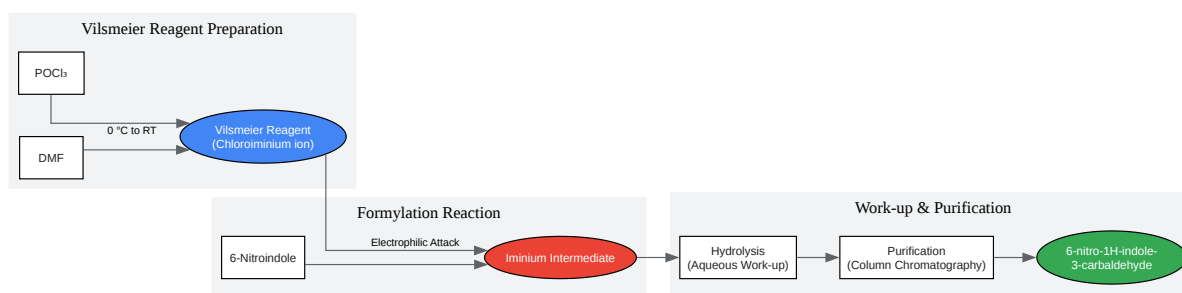 Vilsmeier Reagent Preparation
POCl₃
0 °C to RT
DMF
Vilsmeier Reagent
(Chloroiminium ion)
Formylation Reaction
Electrophilic Attack
6-Nitroindole
Iminium Intermediate
Work-up & Purification
Hydrolysis
(Aqueous Work-up)
Purification
(Column Chromatography)
6-nitro-1H-indole-
3-carbaldehyde